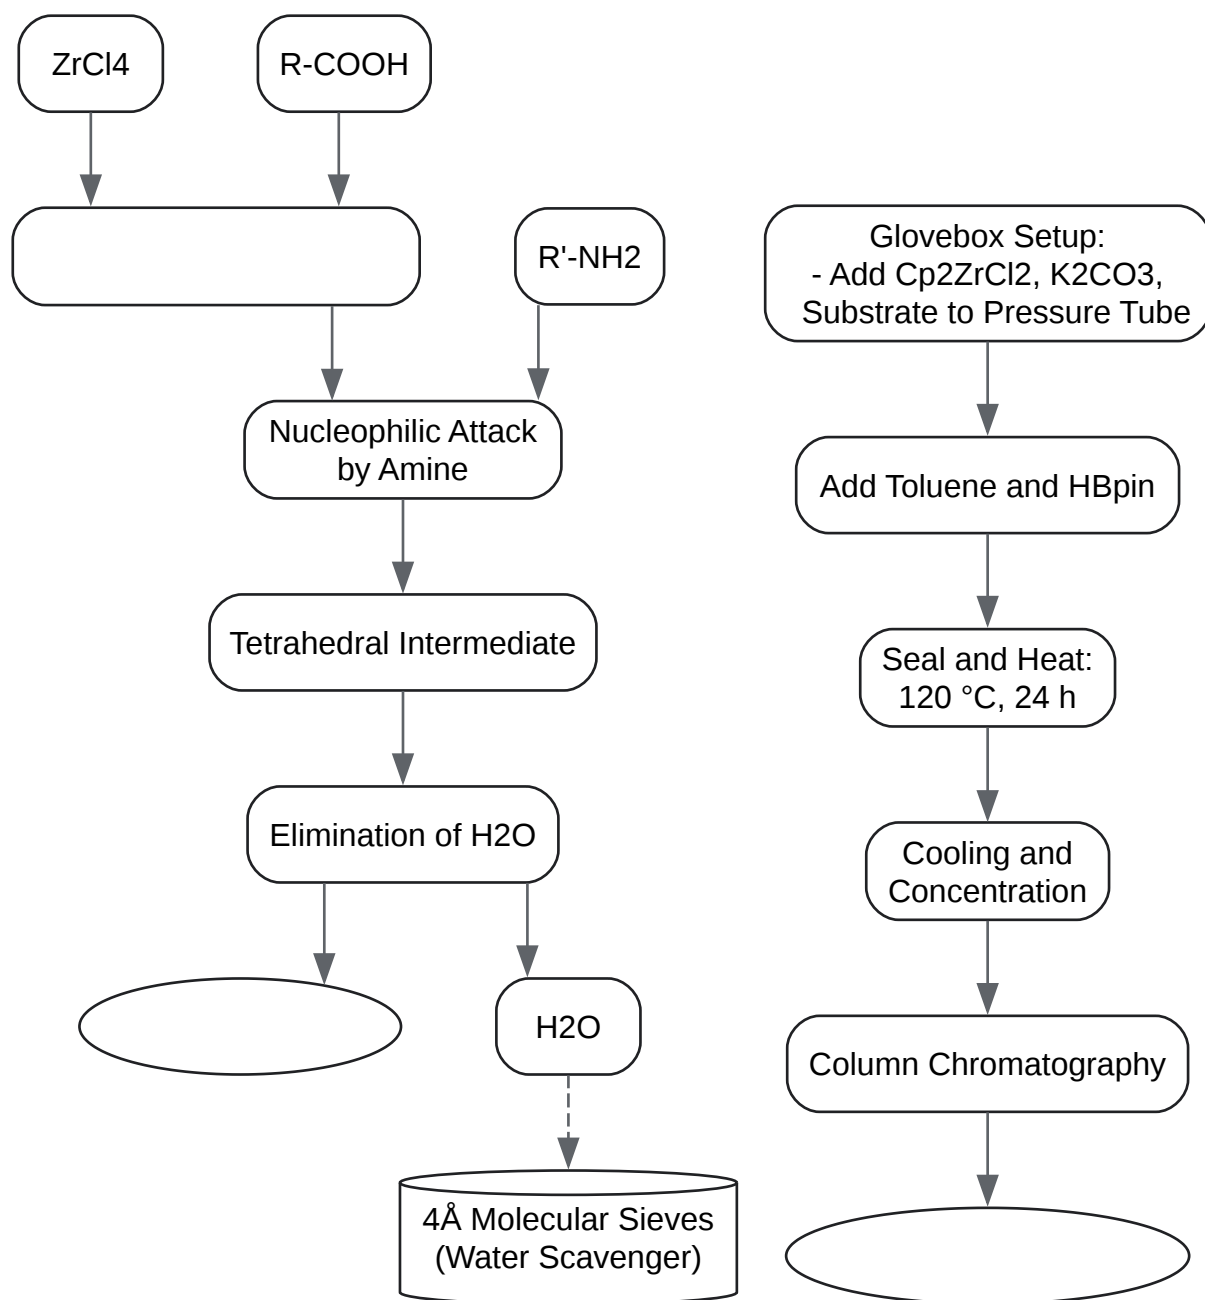 ZrCl4
R-COOH
R'-NH2
Nucleophilic Attack
by Amine
Tetrahedral Intermediate
Elimination of H2O
H2O
4Å Molecular Sieves
(Water Scavenger)
Glovebox Setup:
- Add Cp2ZrCl2, K2CO3,
Substrate to Pressure Tube
Add Toluene and HBpin
Seal and Heat:
120 °C, 24 h
Cooling and
Concentration
Column Chromatography